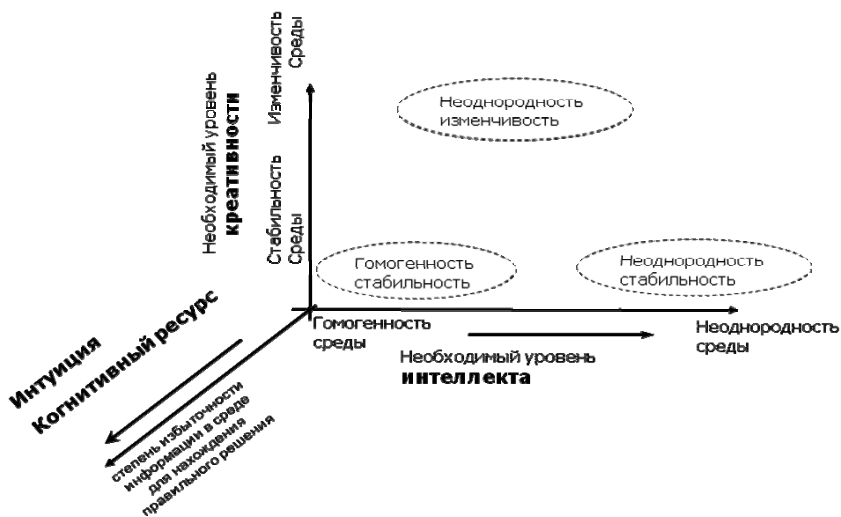 Необходимый уровень
креативности
Изменчивость
Среды
Стабильность
Среды
Неоднородность
изменчивость
Гомогенность
стабильность
Неоднородность
стабильность
Гомогенность
среды
Необходимый уровень
интеллекта
Неоднородность
среды
Интуиция
Когнитивный ресурс
степень избыточности
информации в среде
для нахождения
правильного решения